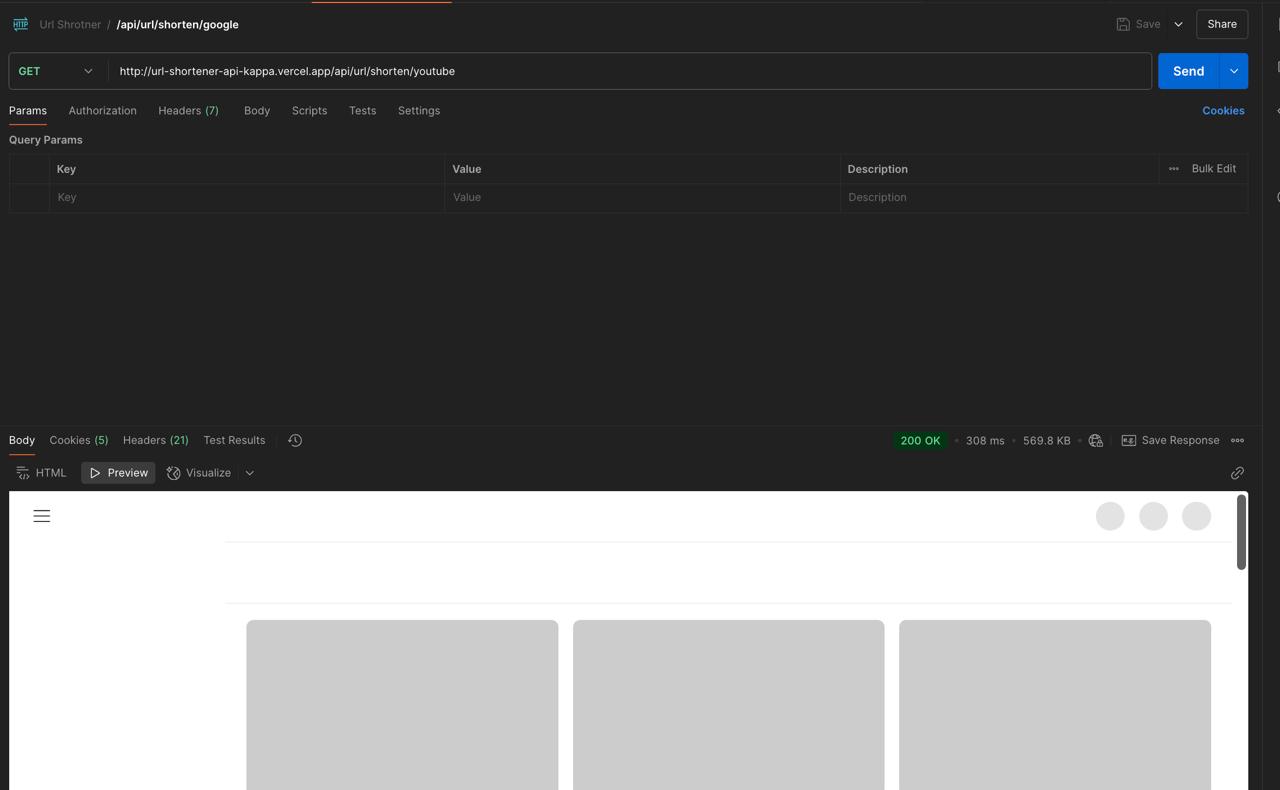 HTTP Url Shrotner / /api/url/shorten/google Save Share
GET http://url-shortener-api-kappa.vercel.app/api/url/shorten/youtube Send
Params Authorization Headers (7) Body Scripts Tests Settings Cookies
Query Params
Key Value Description Bulk Edit
Key Value Description
Body Cookies (5) Headers (21) Test Results 200 OK 308 ms 569.8 KB e.g. Save Response
HTML Preview Visualize